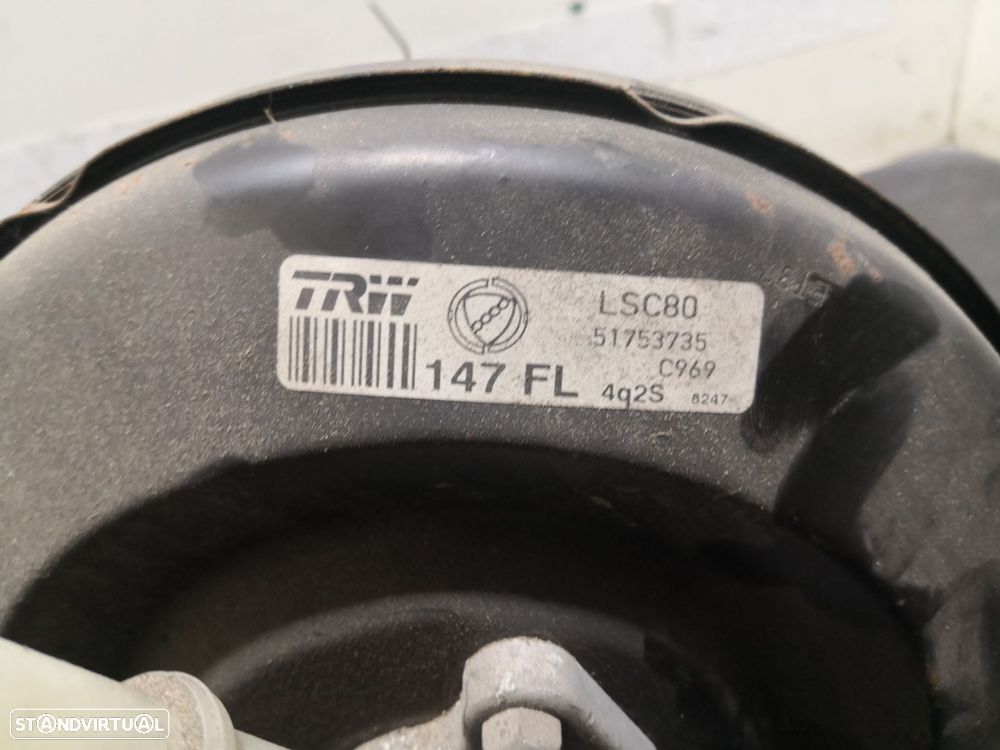 TRW
LSC80
51753735
C969
147 FL
4q2S
8247
STANDVIRTUAL